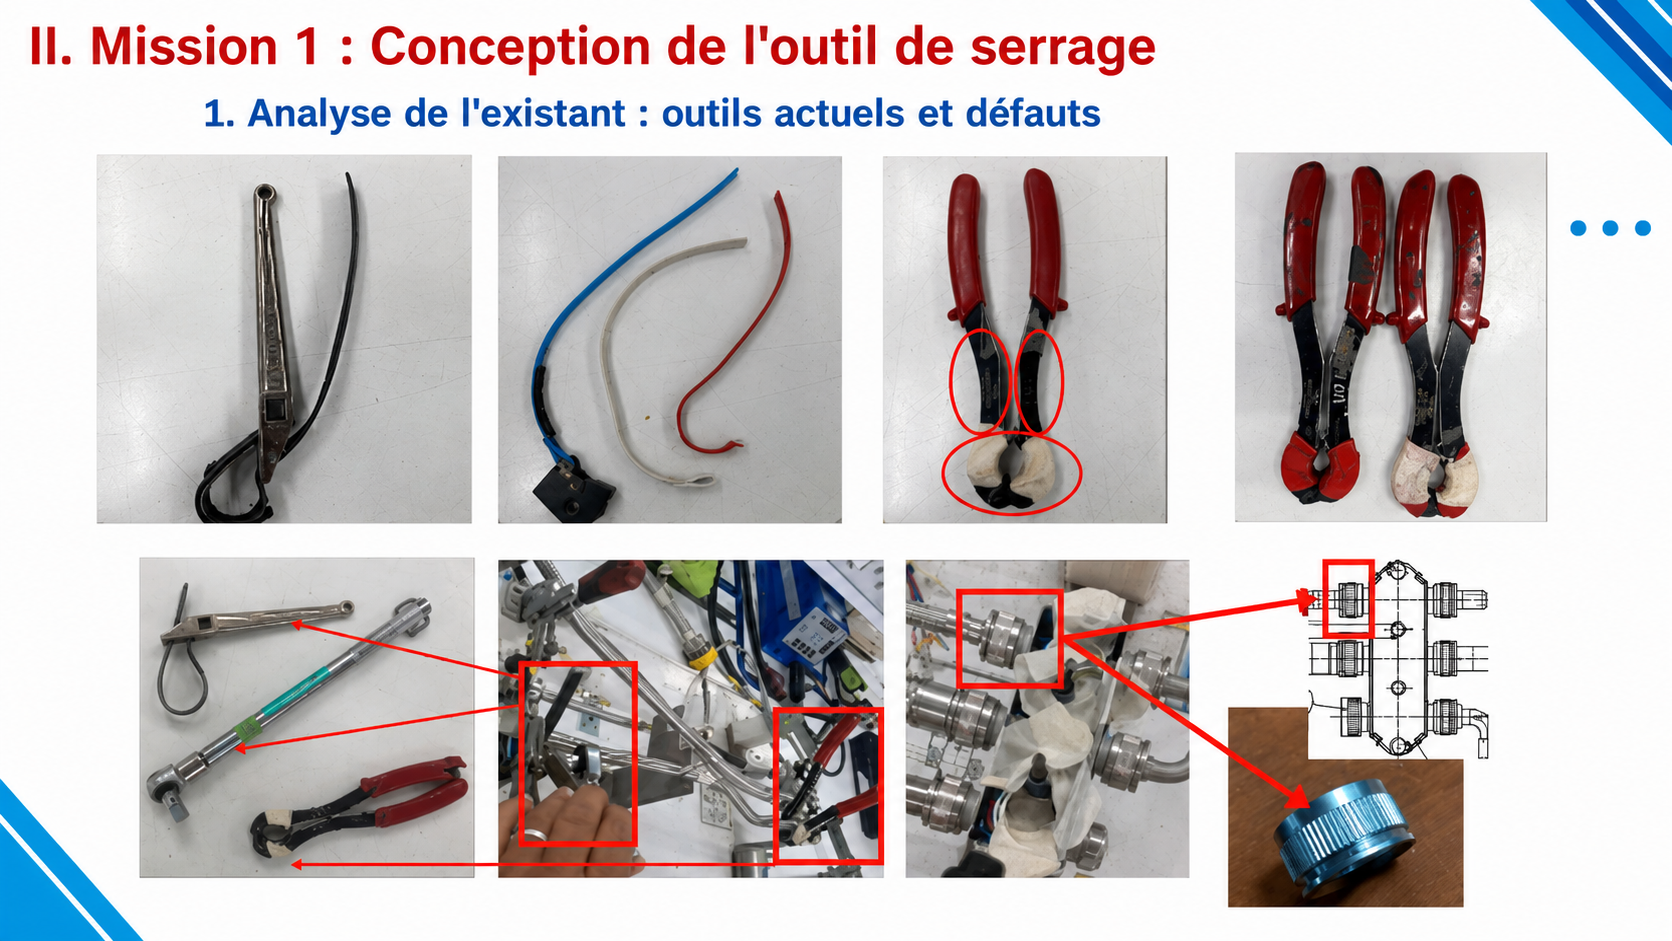 II. Mission 1 : Conception de l'outil de serrage
1. Analyse de l'existant : outils actuels et défauts